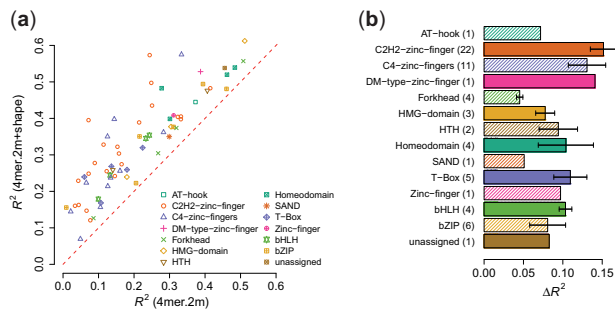 (a)
R² (4mer.2m+shape)
0.6
0.5
0.4
0.3
0.2
0.1
0.0
0.0 0.1 0.2 0.3 0.4 0.5 0.6
R² (4mer.2m)
AT-hook
C2H2-zinc-finger
C4-zinc-fingers
DM-type-zinc-finger
Forkhead
HMG-domain
HTH
Homeodomain
SAND
T-Box
Zinc-finger
bHLH
bZIP
unassigned
(b)
AT-hook (1)
C2H2-zinc-finger (22)
C4-zinc-fingers (11)
DM-type-zinc-finger (1)
Forkhead (4)
HMG-domain (3)
HTH (2)
Homeodomain (4)
SAND (1)
T-Box (5)
Zinc-finger (1)
bHLH (4)
bZIP (6)
unassigned (1)
0.00 0.05 0.10 0.15
ΔR²